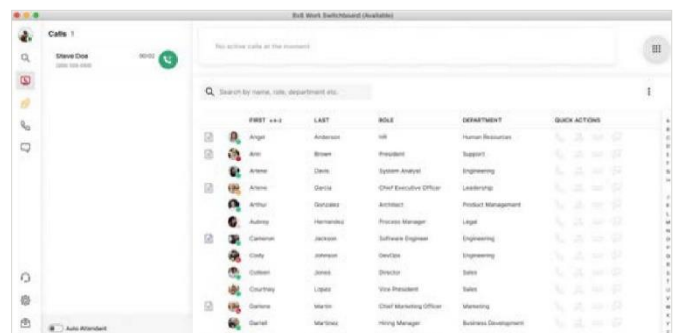 8x8 Work Switchboard (Available)
Calls 1
Steve Doa 00:02
No active calls at the moment
Search by name, role, department etc.
FIRST LAST ROLE DEPARTMENT QUICK ACTIONS
Angel Anderson HR Human Resources
Ann Brown President Support
Arlene Davis System Analyst Engineering
Arlene Garcia Chief Executive Officer Leadership
Arthur Gonzales Architect Product Management
Aubrey Hernandez Process Manager Legal
Cameron Jackson Software Engineer Engineering
Cody Johnson DevOps Engineering
Colleen Jones Director Sales
Courtney Lopez Vice President Sales
Darlene Martin Chief Marketing Officer Marketing
Darrell Martinez Hiring Manager Business Development
Auto Attendant